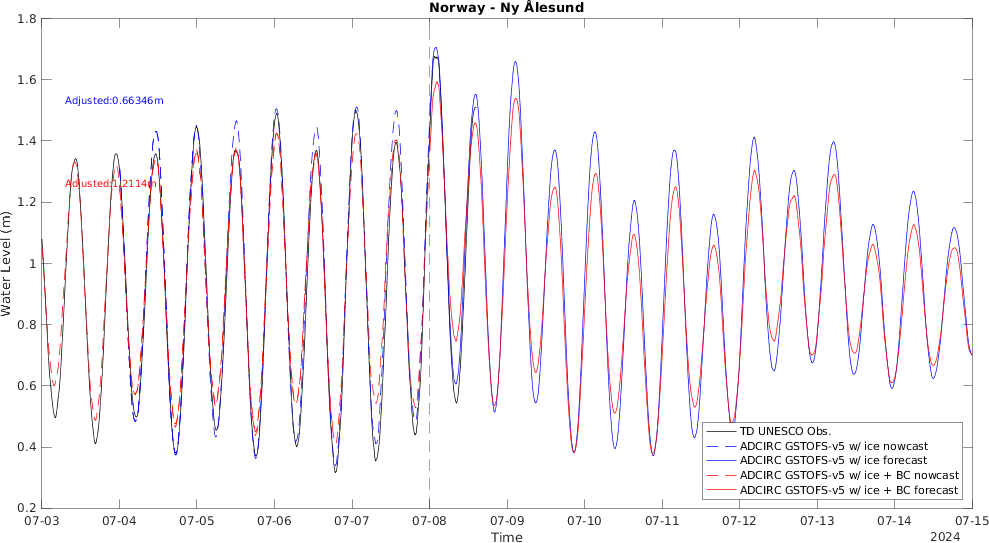 Norway - Ny Ålesund
1.8
1.6
1.4
1.2
1
0.8
0.6
0.4
0.2
Water Level (m)
Adjusted:0.66346m
Adjusted:1.2114m
TD UNESCO Obs.
ADCIRC GSTOFS-v5 w/ ice nowcast
ADCIRC GSTOFS-v5 w/ ice forecast
ADCIRC GSTOFS-v5 w/ ice + BC nowcast
ADCIRC GSTOFS-v5 w/ ice + BC forecast
07-03 07-04 07-05 07-06 07-07 07-08 07-09 07-10 07-11 07-12 07-13 07-14 07-15
Time
2024